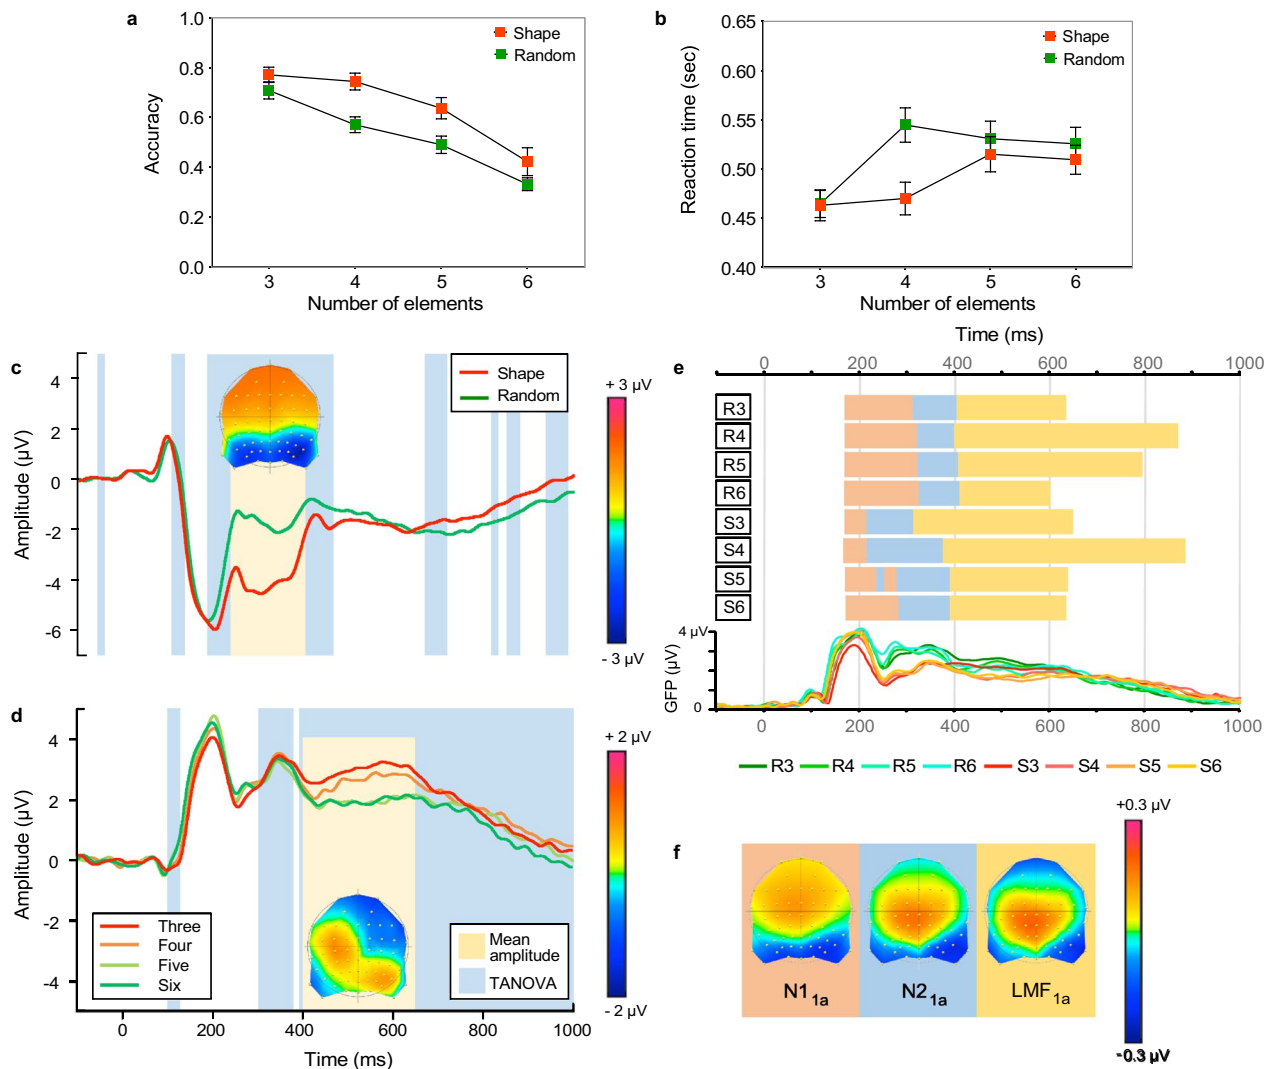 a
1.0
0.8
0.6
0.4
0.2
0.0
Accuracy
3 4 5 6
Number of elements
Shape
Random
b
0.65
0.60
0.55
0.50
0.45
0.40
Reaction time (sec)
3 4 5 6
Number of elements
Shape
Random
c
4
2
0
-2
-4
-6
Amplitude (µV)
Shape
Random
+ 3 µV
- 3 µV
d
4
2
0
-2
-4
Amplitude (µV)
Three
Four
Five
Six
Mean
amplitude
TANOVA
0 200 400 600 800 1000
Time (ms)
+ 2 µV
- 2 µV
Time (ms)
e
0 200 400 600 800 1000
R3
R4
R5
R6
S3
S4
S5
S6
4 µV
GFP (µV)
0
0 200 400 600 800 1000
R3 R4 R5 R6 S3 S4 S5 S6
f
N1 1a N2 1a LMF 1a
+0.3 µV
-0.3 µV